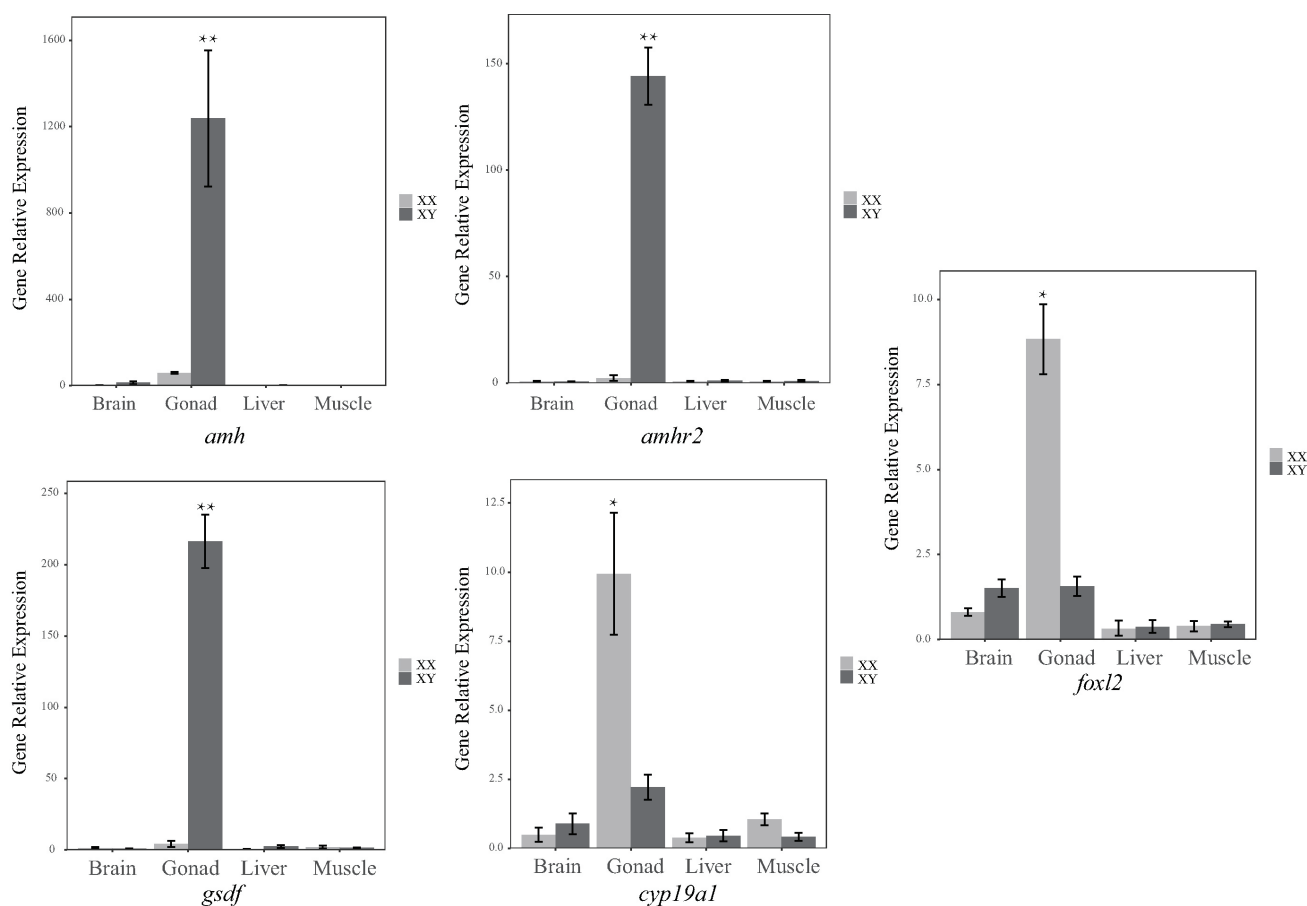 Gene Relative Expression
1600
1200
800
400
0
**
Brain Gonad Liver Muscle
amh
XX
XY
Gene Relative Expression
150
100
50
0
**
Brain Gonad Liver Muscle
amhr2
XX
XY
Gene Relative Expression
250
200
150
100
50
0
**
Brain Gonad Liver Muscle
gsdf
XX
XY
Gene Relative Expression
12.5
10.0
7.5
5.0
2.5
0.0
*
Brain Gonad Liver Muscle
cyp19a1
XX
XY
Gene Relative Expression
10.0
7.5
5.0
2.5
0.0
*
Brain Gonad Liver Muscle
foxl2
XX
XY